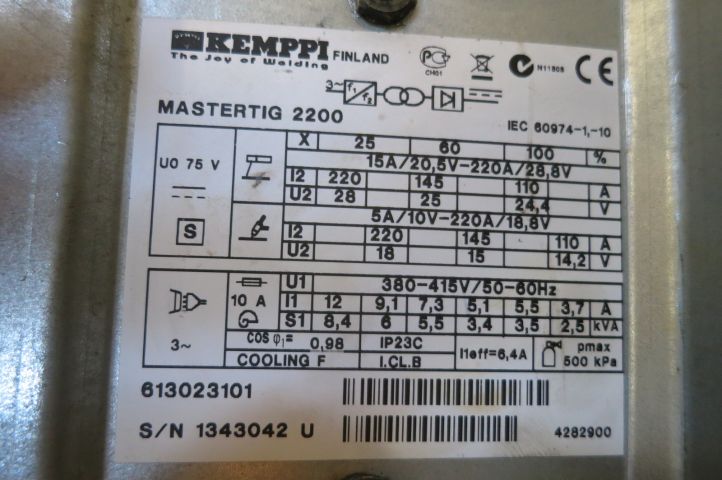 KEMPPI FINLAND
The Joy of Welding
N11805
CE
3~ f1 f2
MASTERTIG 2200
IEC 60974-1,-10
U0 75 V
S
X 25 60 100 %
15A/20,5V-220A/28,8V
I2 220 145 110 A
U2 28 25 24,4 V
5A/10V-220A/18,8V
I2 220 145 110 A
U2 18 15 14,2 V
3~
10 A
U1 380-415V/50-60Hz
I1 12 9,1 7,3 5,1 5,5 3,7 A
S1 8,4 6 5,5 3,4 3,5 2,5 kVA
COS φ1= 0,98 IP23C
COOLING F I.CL.B
I1eff=6,4A
pmax
500 kPa
613023101
S/N 1343042 U
4282900